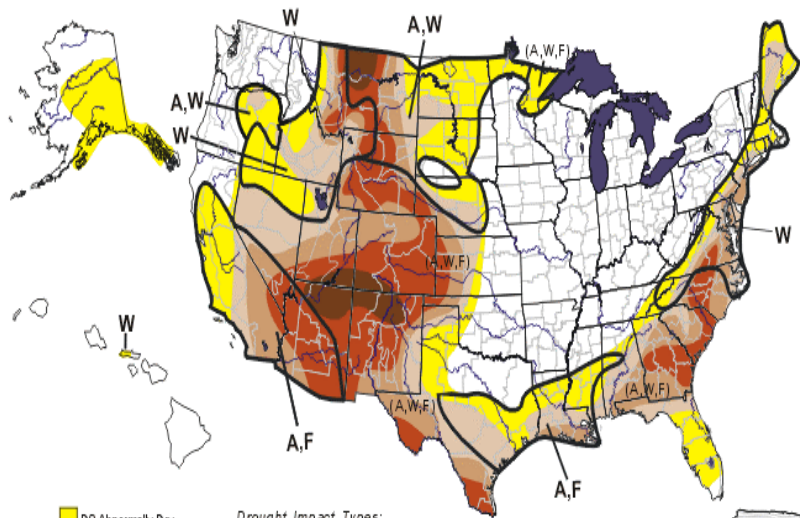 W
A,W
(A,W,F)
A,W
W
W
(A,W,F)
W
(A,W,F)
(A,W,F)
A,F
A,F
D0 Abnormally Dry
Drought Impact Types: